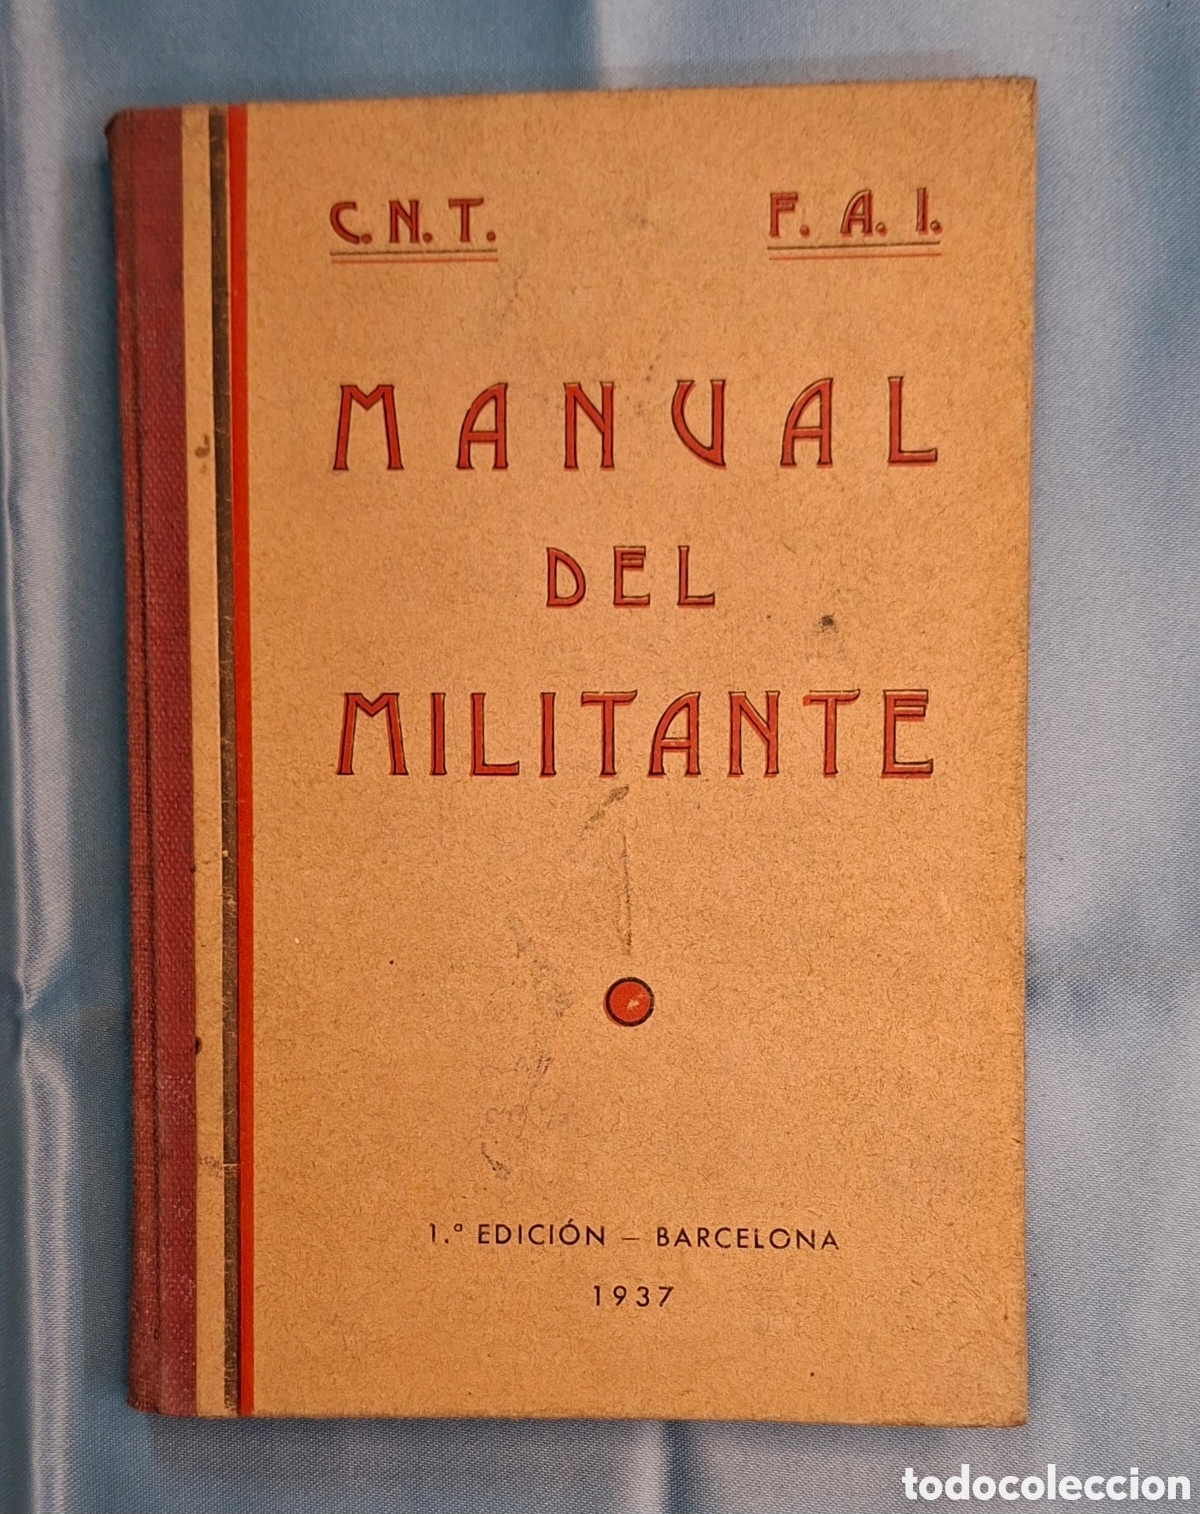 C.N.T. F. A. I.
MANUAL
DEL
MILITANTE
1.ª EDICIÓN – BARCELONA
1937
todocoleccion